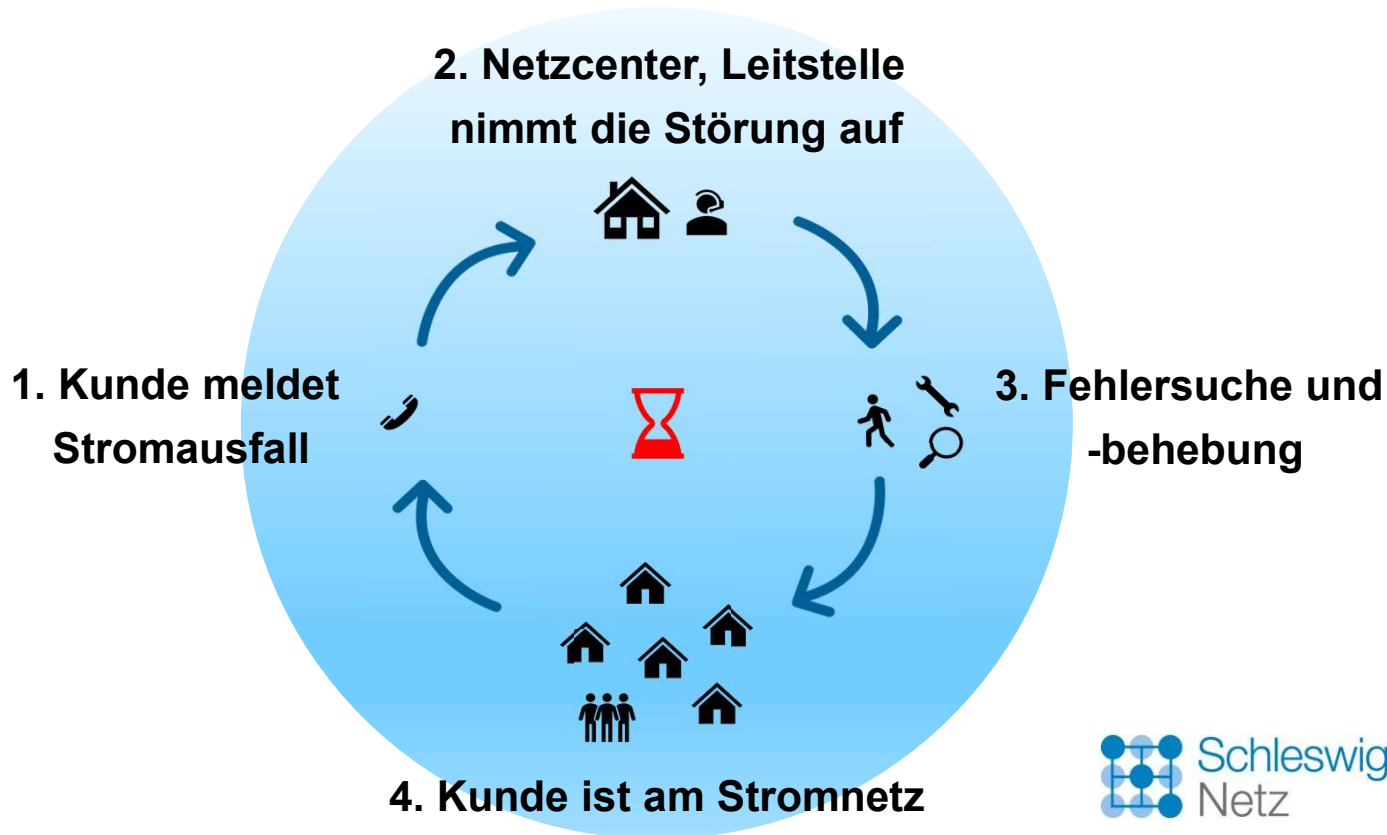 2. Netzcenter, Leitstelle
nimmt die Störung auf
1. Kunde meldet
Stromausfall
3. Fehlersuche und
-behebung
4. Kunde ist am Stromnetz
Schleswig
Netz